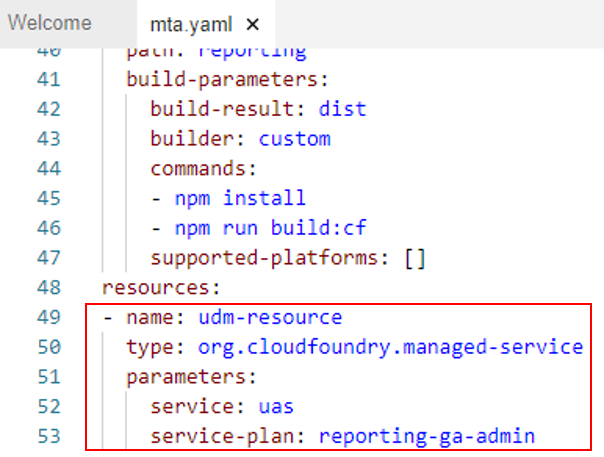 Welcome mta.yaml ×
40 path: reporting
41 build-parameters:
42 build-result: dist
43 builder: custom
44 commands:
45 - npm install
46 - npm run build:cf
47 supported-platforms: []
48 resources:
49 - name: udm-resource
50 type: org.cloudfoundry.managed-service
51 parameters:
52 service: uas
53 service-plan: reporting-ga-admin